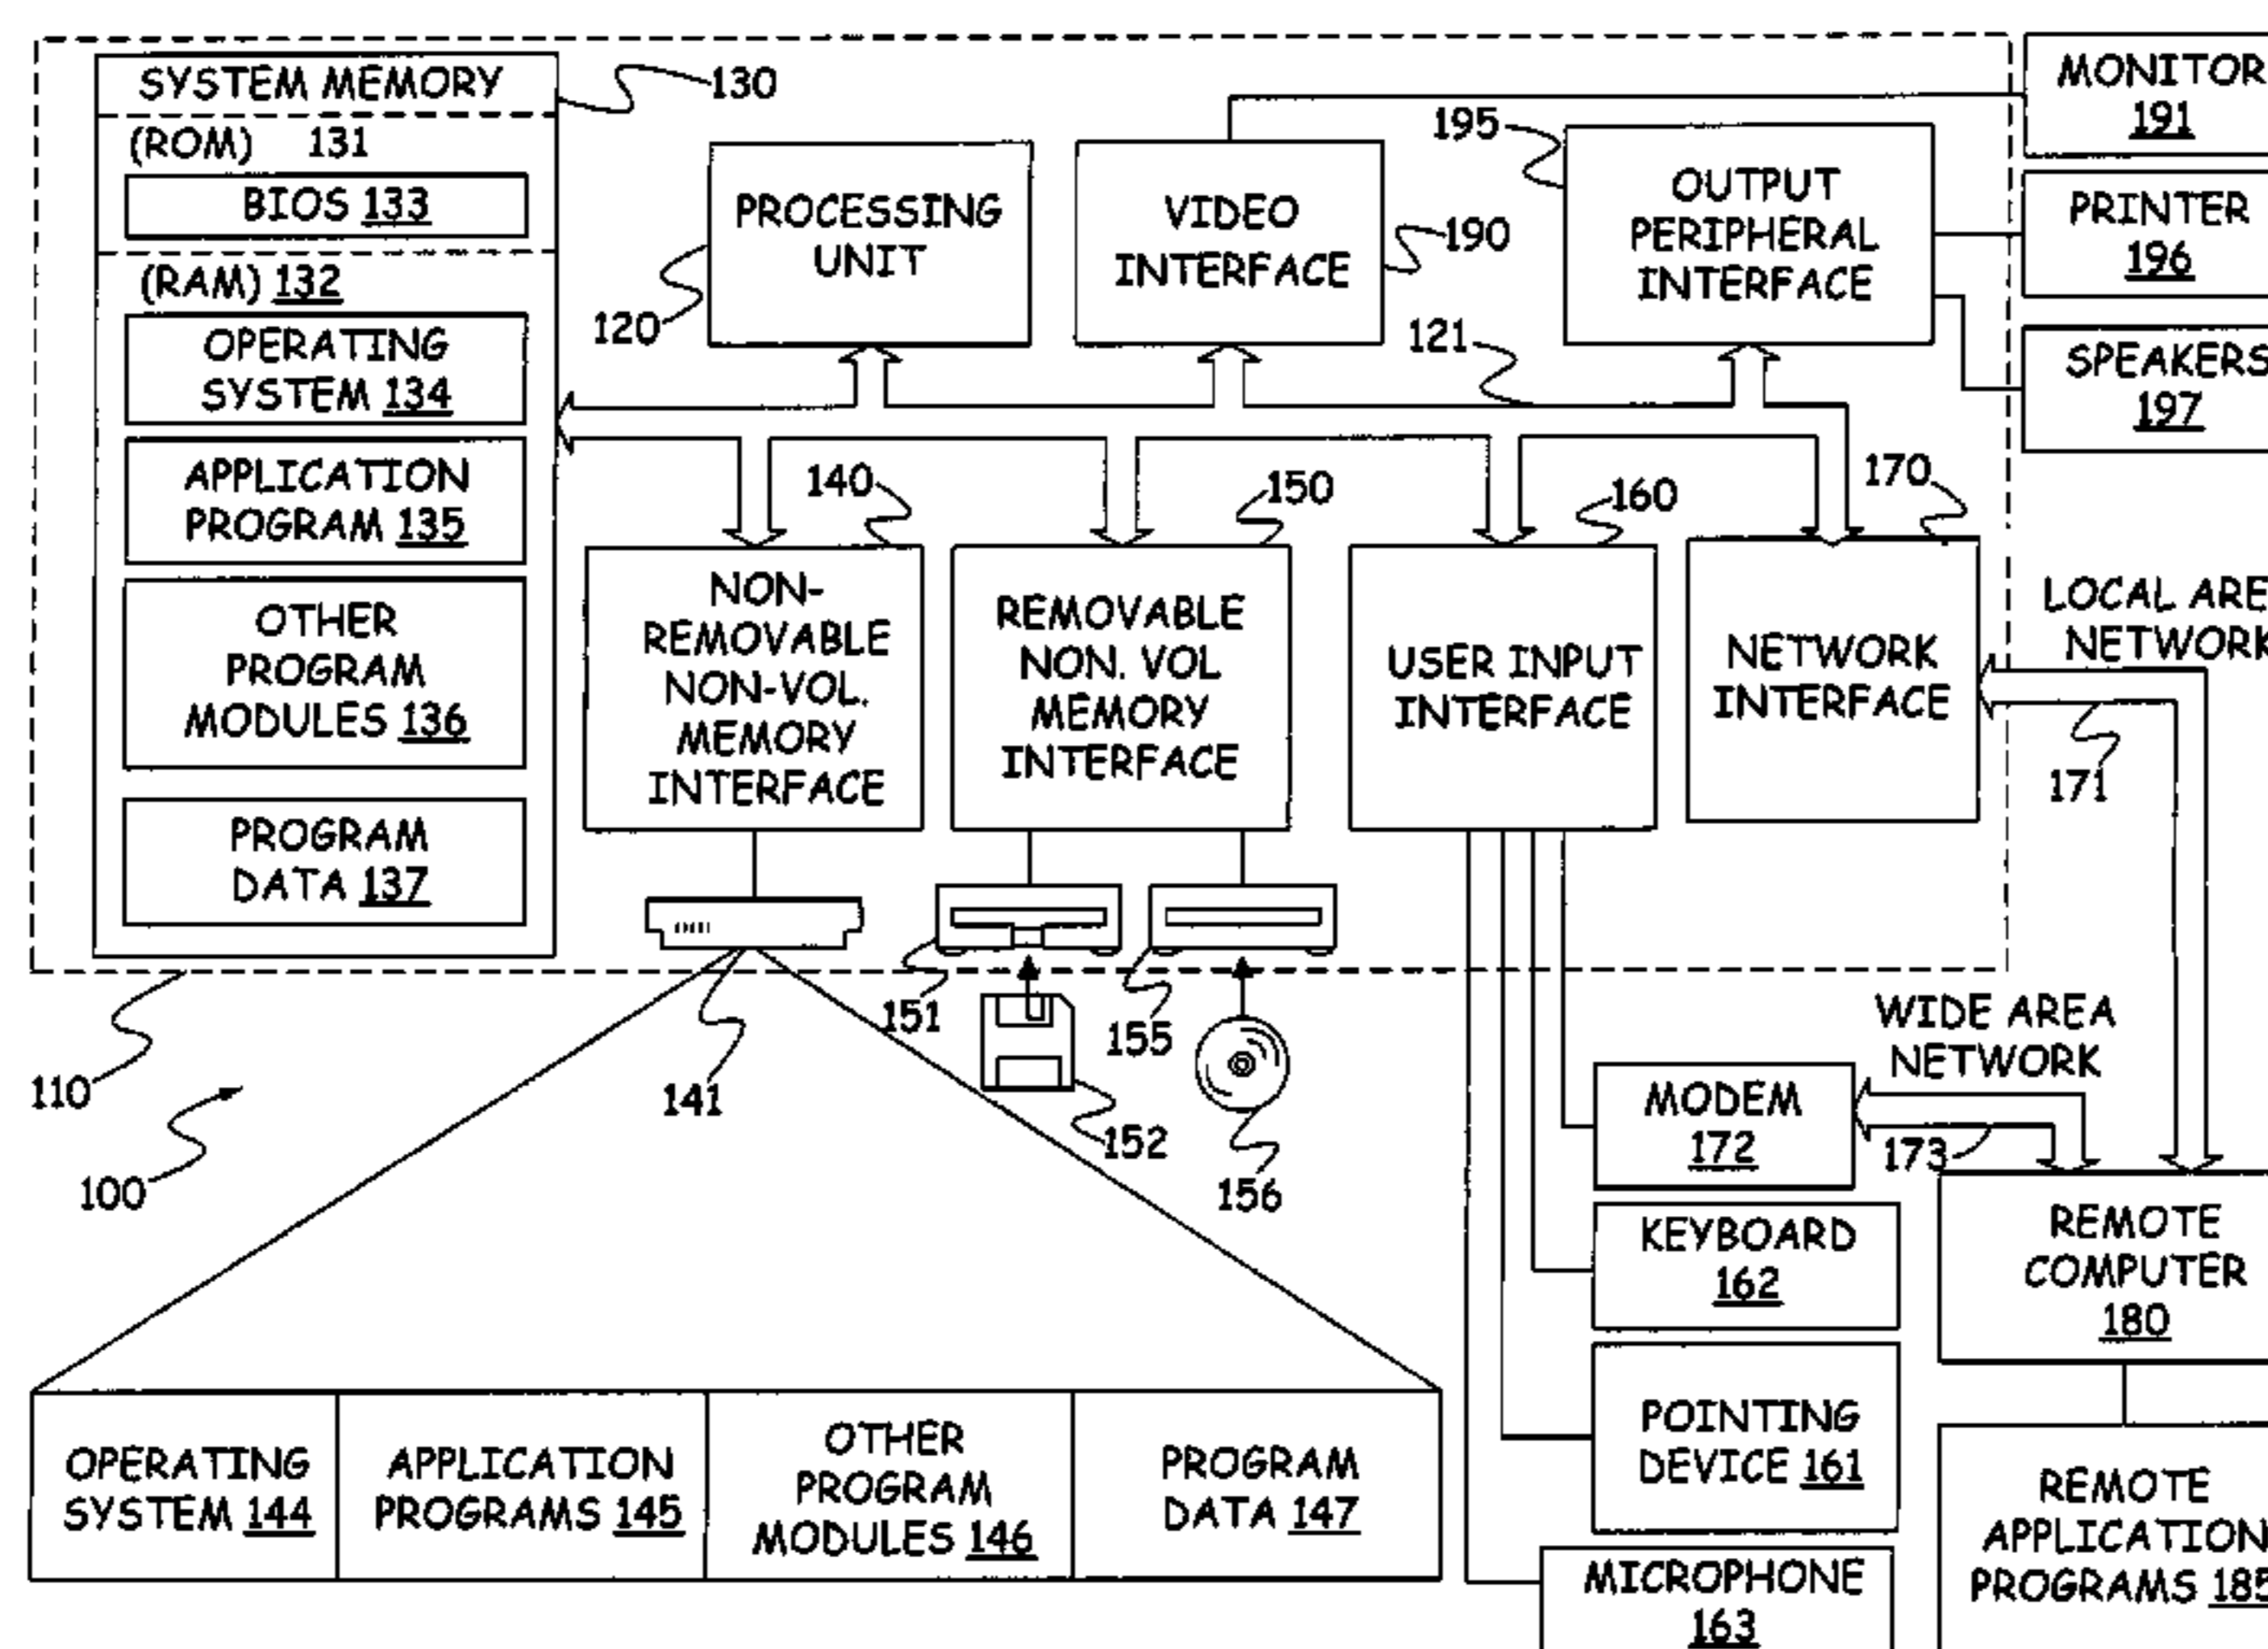 SYSTEM MEMORY
130
(ROM) 131
BIOS 133
(RAM) 132
OPERATING
SYSTEM 134
APPLICATION
PROGRAM 135
OTHER
PROGRAM
MODULES 136
PROGRAM
DATA 137
PROCESSING
UNIT
120
VIDEO
INTERFACE
190
195
OUTPUT
PERIPHERAL
INTERFACE
121
MONITOR
191
PRINTER
196
SPEAKERS
197
140
NON-
REMOVABLE
NON-VOL.
MEMORY
INTERFACE
150
REMOVABLE
NON. VOL
MEMORY
INTERFACE
160
USER INPUT
INTERFACE
170
NETWORK
INTERFACE
LOCAL ARE
NETWORK
171
141
151
152
155
156
110
100
WIDE AREA
NETWORK
173
MODEM
172
KEYBOARD
162
POINTING
DEVICE 161
MICROPHONE
163
REMOTE
COMPUTER
180
REMOTE
APPLICATION
PROGRAMS 185
OPERATING
SYSTEM 144
APPLICATION
PROGRAMS 145
OTHER
PROGRAM
MODULES 146
PROGRAM
DATA 147